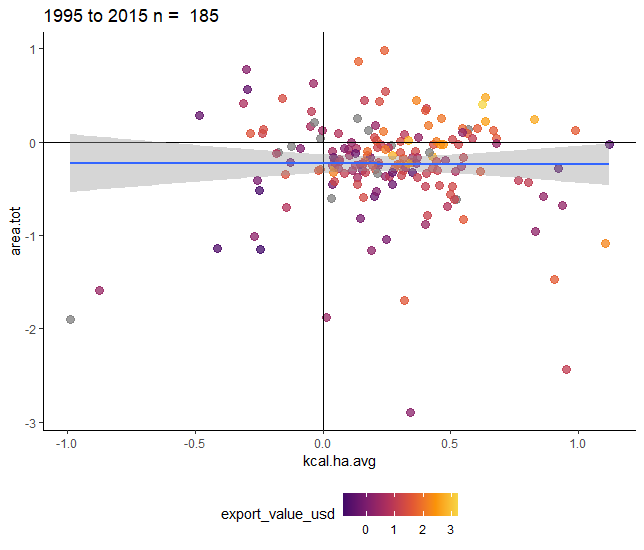 1995 to 2015 n =  185
area.tot
1
0
-1
-2
-3
-1.0 -0.5 0.0 0.5 1.0
kcal.ha.avg
export_value_usd
0 1 2 3